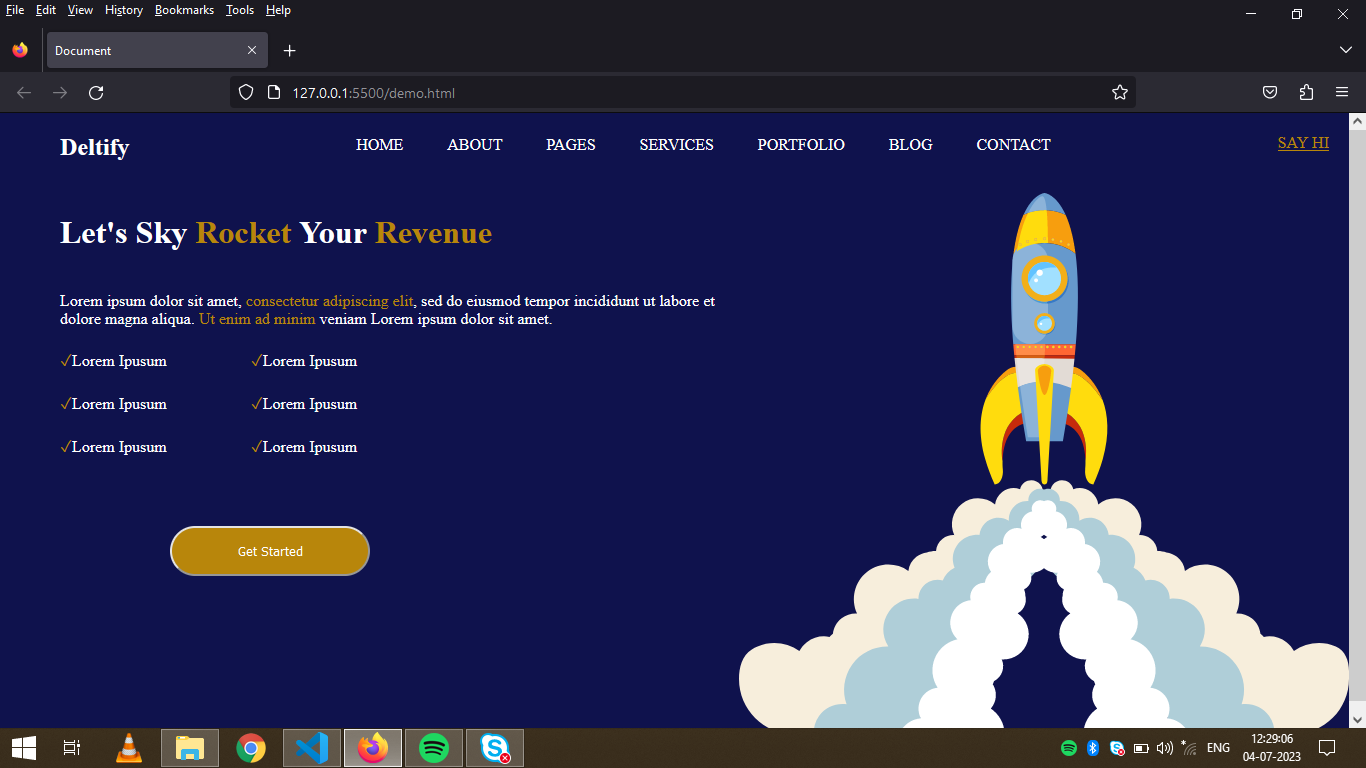 File Edit View History Bookmarks Tools Help
Document
127.0.0.1:5500/demo.html
Deltify HOME ABOUT PAGES SERVICES PORTFOLIO BLOG CONTACT SAY HI
Let's Sky Rocket Your Revenue
Lorem ipsum dolor sit amet, consectetur adipiscing elit, sed do eiusmod tempor incididunt ut labore et
dolore magna aliqua. Ut enim ad minim veniam Lorem ipsum dolor sit amet.
✓Lorem Ipusum ✓Lorem Ipusum
✓Lorem Ipusum ✓Lorem Ipusum
✓Lorem Ipusum ✓Lorem Ipusum
Get Started
ENG
12:29:06
04-07-2023